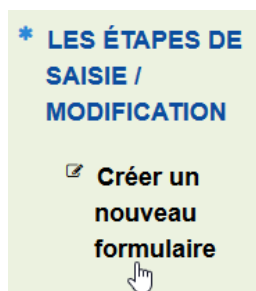 * LES ÉTAPES DE
SAISIE /
MODIFICATION
Créer un
nouveau
formulaire